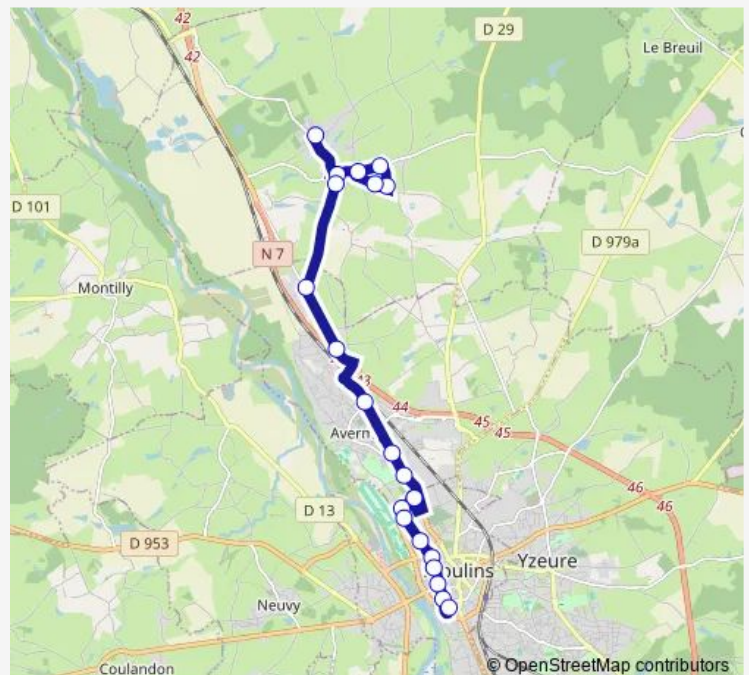 42
42
D 29
Le Breuil
D 101
D 979a
N 7
Montilly
44
45
45
Avern
46
46
D 13
D 953
oulins
Yzeure
Neuvy
Coulandon
© OpenStreetMap contributors